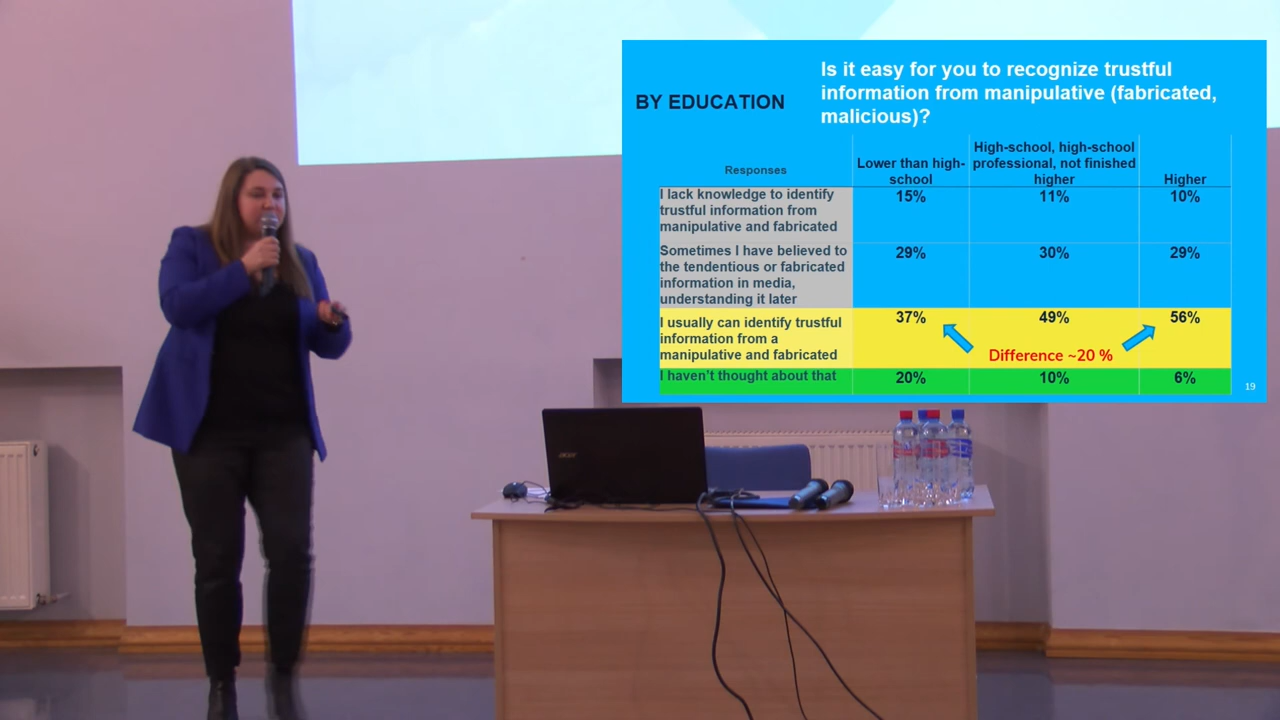 BY EDUCATION
Is it easy for you to recognize trustful
information from manipulative (fabricated,
malicious)?
Responses
Lower than high-
school
High-school, high-school
professional, not finished
higher
Higher
I lack knowledge to identify
trustful information from
manipulative and fabricated
15%
11%
10%
Sometimes I have believed to
the tendentious or fabricated
information in media,
understanding it later
29%
30%
29%
I usually can identify trustful
information from a
manipulative and fabricated
37%
49%
56%
Difference ~20 %
I haven't thought about that
20%
10%
6%
19
acer